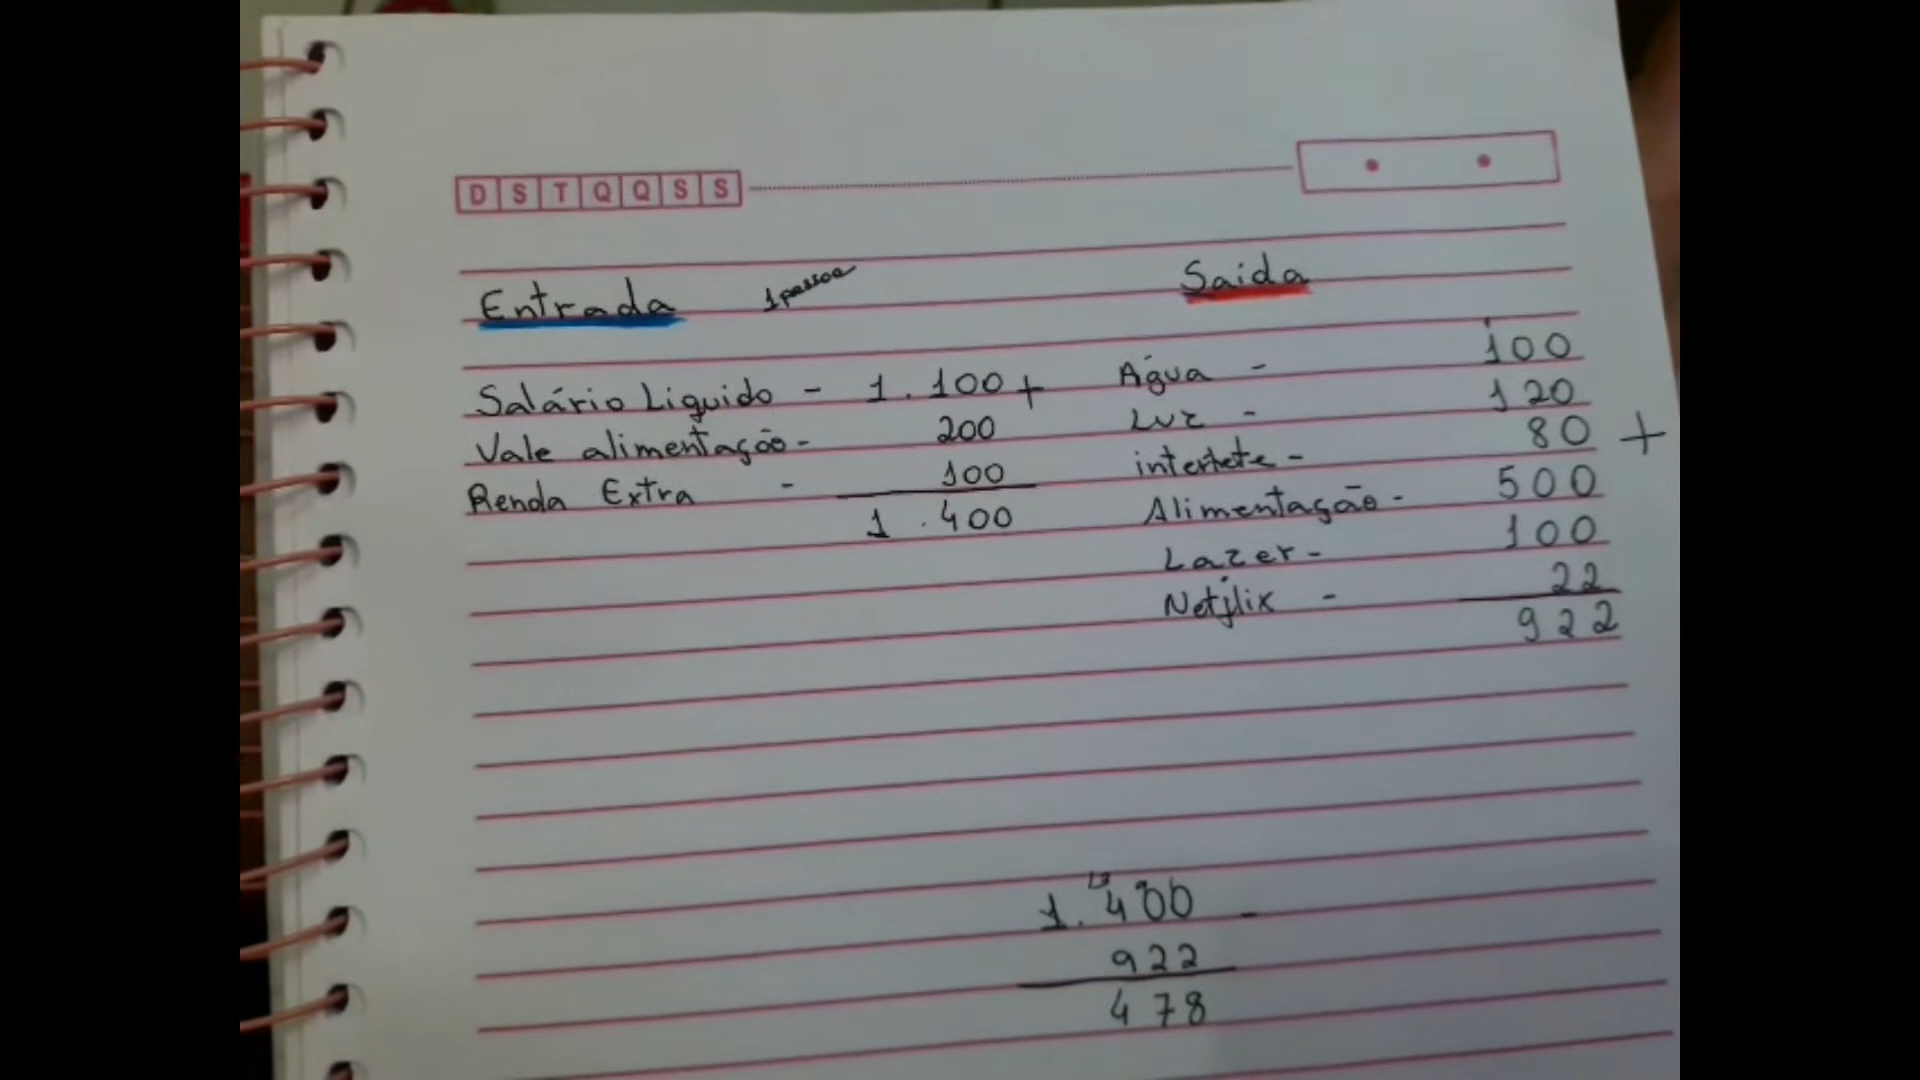 D S T Q Q S S
Entrada 1 pessoa Saida
Salário Liquido - 1.100 +
Vale alimentação - 200
Renda Extra - 100
1.400
Água - 100
Luz - 120
intertete - 80 +
Alimentação - 500
Lazer - 100
Netflix - 22
922
1.400 -
922
478